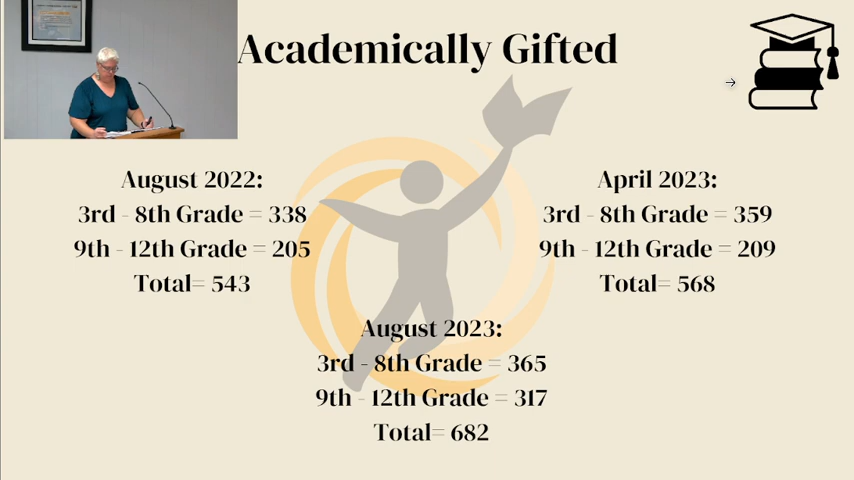 Academically Gifted
August 2022:
3rd - 8th Grade = 338
9th - 12th Grade = 205
Total= 543
April 2023:
3rd - 8th Grade = 359
9th - 12th Grade = 209
Total= 568
August 2023:
3rd - 8th Grade = 365
9th - 12th Grade = 317
Total= 682